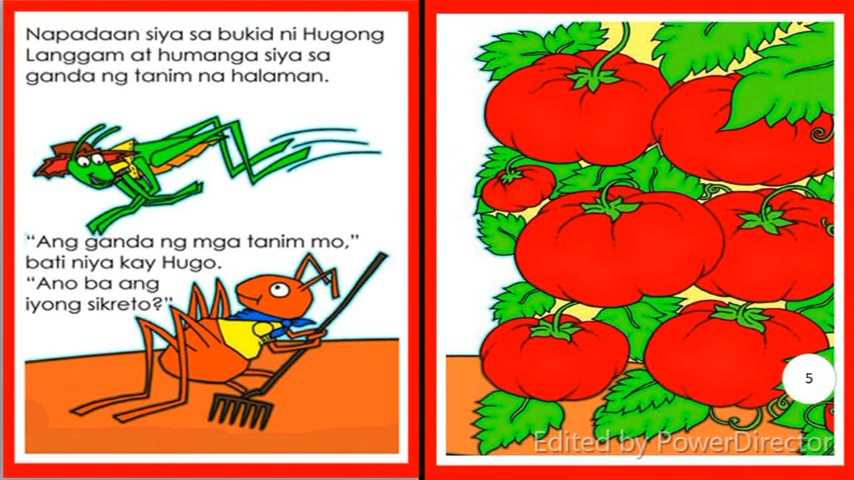 Napadaan siya sa bukid ni Hugong
Langgam at humanga siya sa
ganda ng tanim na halaman.
“Ang ganda ng mga tanim mo,”
bati niya kay Hugo.
“Ano ba ang
iyong sikreto?”
5
Edited by PowerDirector